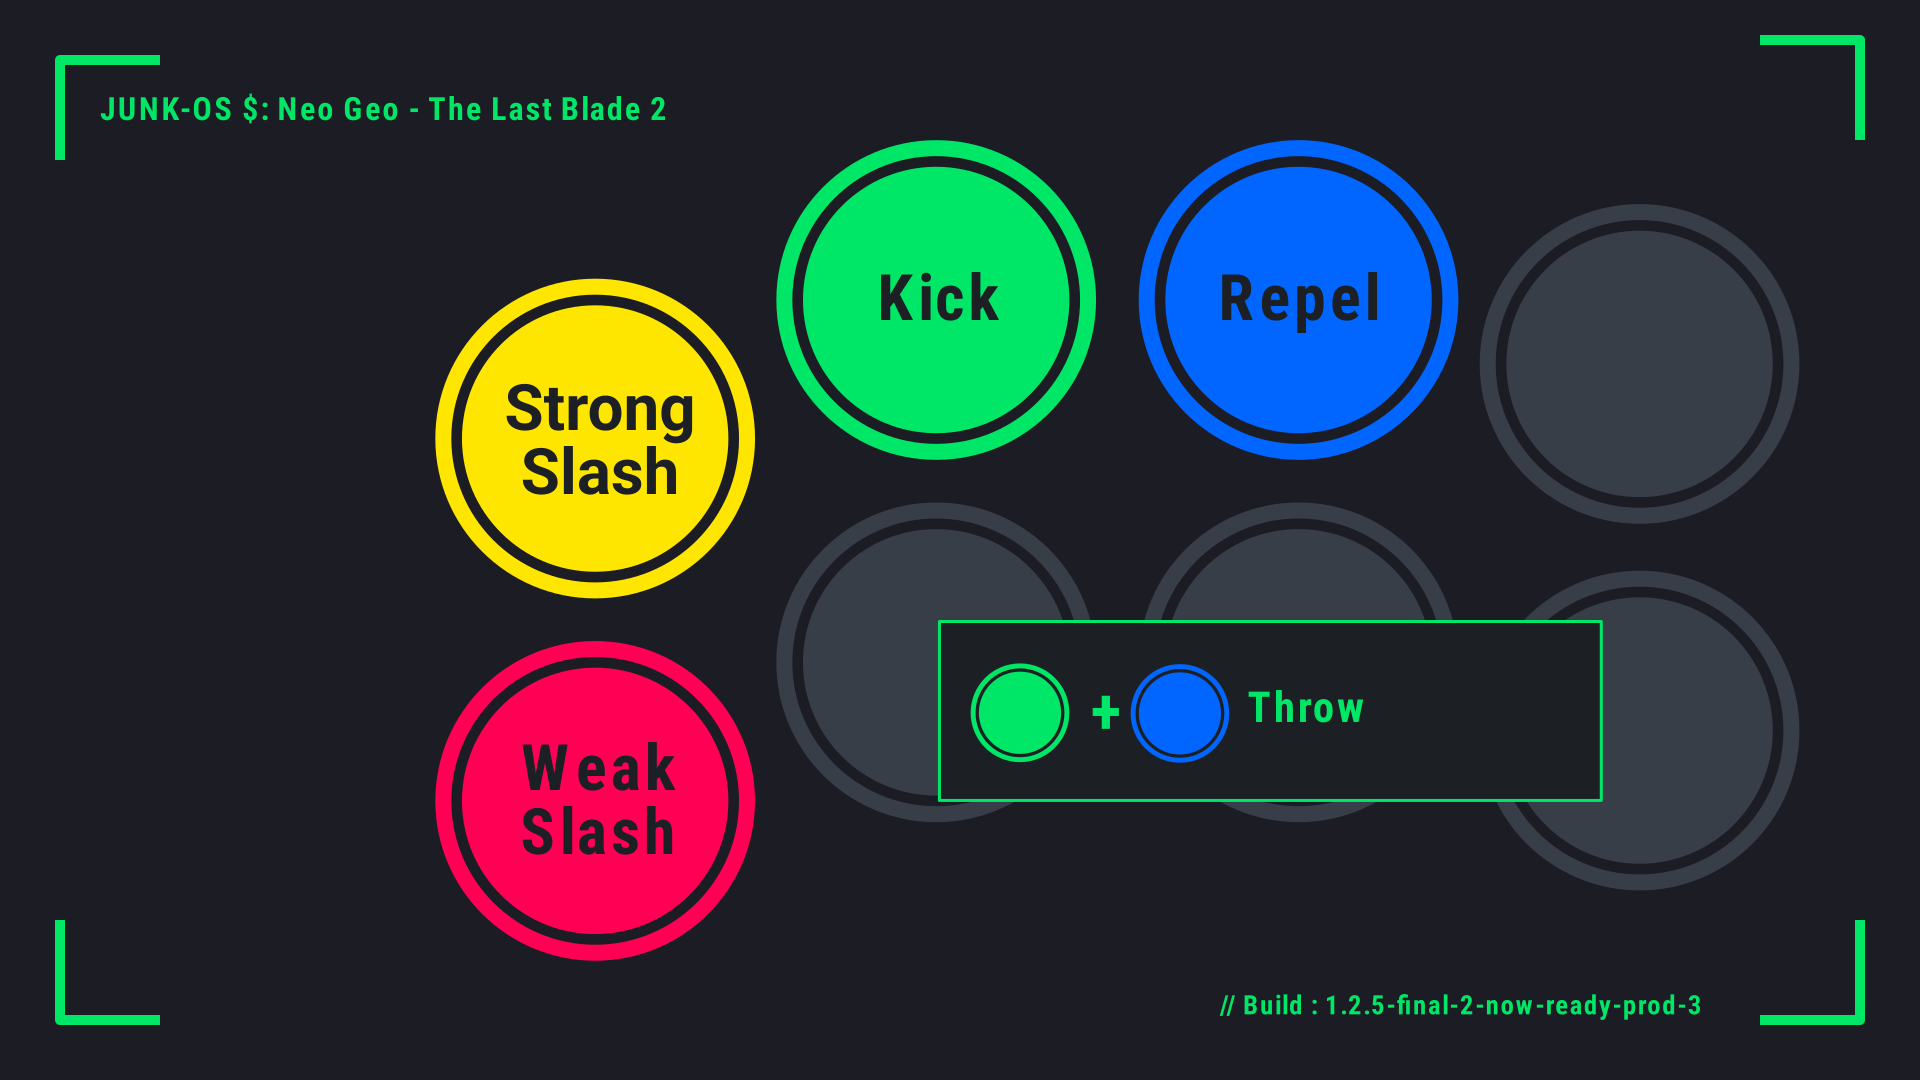 JUNK-OS $: Neo Geo - The Last Blade 2
Kick
Repel
Strong
Slash
Weak
Slash
+
Throw
// Build : 1.2.5-final-2-now-ready-prod-3